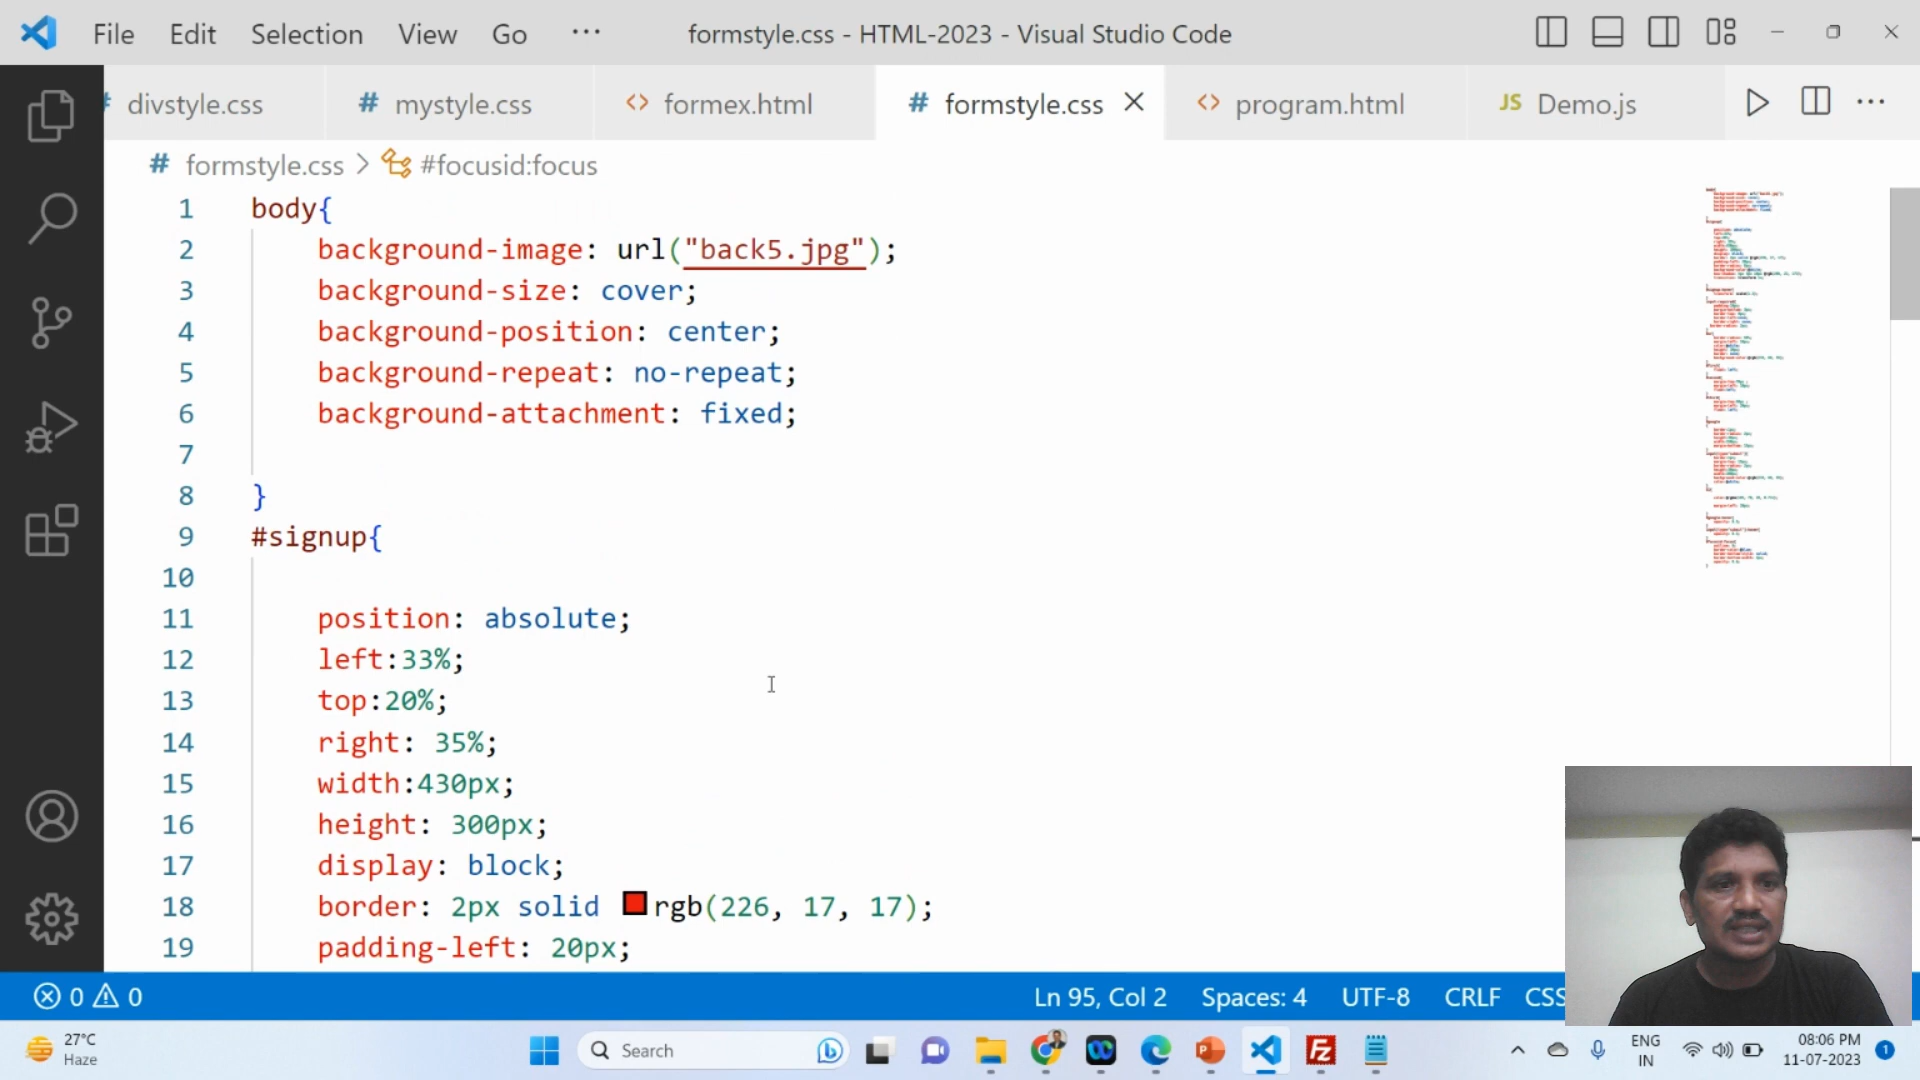 File Edit Selection View Go ··· formstyle.css - HTML-2023 - Visual Studio Code
# divstyle.css # mystyle.css <> formex.html # formstyle.css <> program.html JS Demo.js ···
# formstyle.css > #focusid:focus
1 body{
2 background-image: url("back5.jpg");
3 background-size: cover;
4 background-position: center;
5 background-repeat: no-repeat;
6 background-attachment: fixed;
7
8 }
9 #signup{
10
11 position: absolute;
12 left:33%;
13 top:20%;
14 right: 35%;
15 width:430px;
16 height: 300px;
17 display: block;
18 border: 2px solid rgb(226, 17, 17);
19 padding-left: 20px;
0 0 Ln 95, Col 2 Spaces: 4 UTF-8 CRLF CSS
27°C
Haze
Search
ENG
IN
08:06 PM
11-07-2023
1